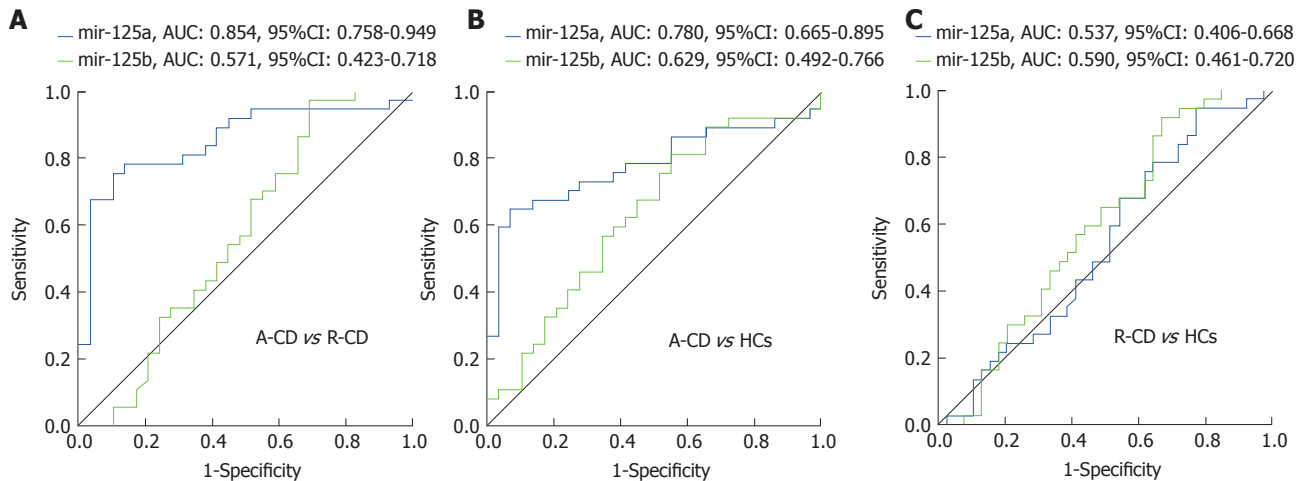 A
mir-125a, AUC: 0.854, 95%CI: 0.758-0.949
mir-125b, AUC: 0.571, 95%CI: 0.423-0.718
1.0
0.8
0.6
0.4
0.2
0.0
Sensitivity
A-CD vs R-CD
0.0 0.2 0.4 0.6 0.8 1.0
1-Specificity
B
mir-125a, AUC: 0.780, 95%CI: 0.665-0.895
mir-125b, AUC: 0.629, 95%CI: 0.492-0.766
1.0
0.8
0.6
0.4
0.2
0.0
Sensitivity
A-CD vs HCs
0.0 0.2 0.4 0.6 0.8 1.0
1-Specificity
C
mir-125a, AUC: 0.537, 95%CI: 0.406-0.668
mir-125b, AUC: 0.590, 95%CI: 0.461-0.720
1.0
0.8
0.6
0.4
0.2
0.0
Sensitivity
R-CD vs HCs
0.0 0.2 0.4 0.6 0.8 1.0
1-Specificity